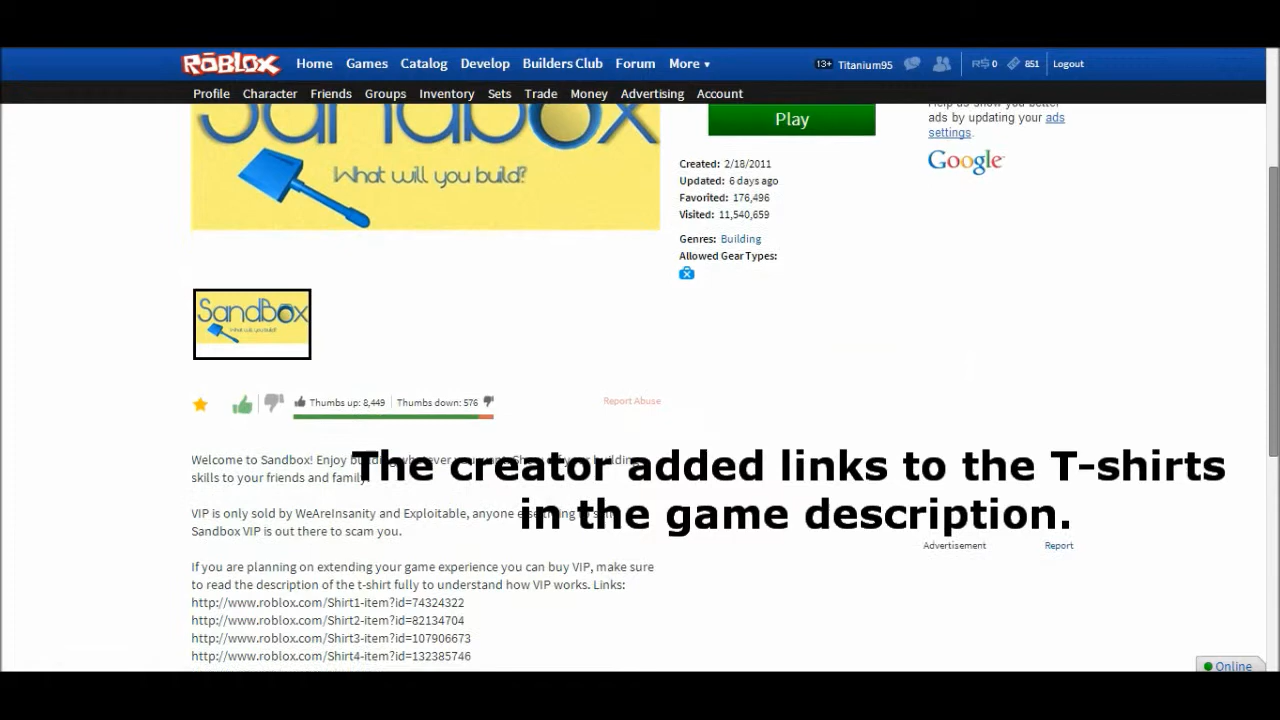 ROBLOX Home Games Catalog Develop Builders Club Forum More ▾ 13+ Titanium95 R$ 0 851 Logout
Profile Character Friends Groups Inventory Sets Trade Money Advertising Account
Sandbox
What will you build?
Play
Created: 2/18/2011
Updated: 6 days ago
Favorited: 176,496
Visited: 11,540,659
Genres: Building
Allowed Gear Types:
ads by updating your ads
settings.
Google
SandBox
What will you build?
Thumbs up: 8,449 Thumbs down: 576
Report Abuse
Welcome to Sandbox! Enjoy
skills to your friends and family.
VIP is only sold by WeAreInsanity and Exploitable, anyone
Sandbox VIP is out there to scam you.
The creator added links to the T-shirts
in the game description.
Advertisement Report
If you are planning on extending your game experience you can buy VIP, make sure
to read the description of the t-shirt fully to understand how VIP works. Links:
http://www.roblox.com/Shirt1-item?id=74324322
http://www.roblox.com/Shirt2-item?id=82134704
http://www.roblox.com/Shirt3-item?id=107906673
http://www.roblox.com/Shirt4-item?id=132385746
Online